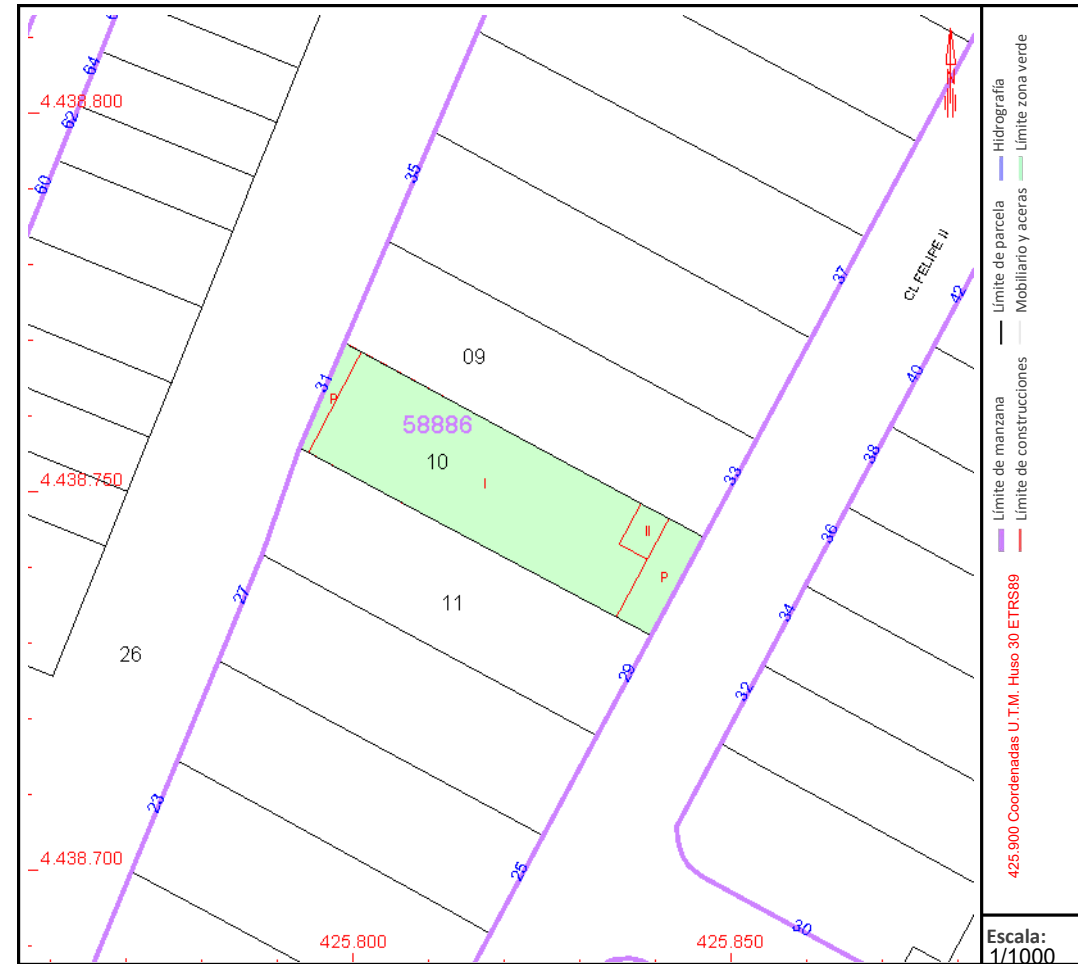 64
4.438.800
62
60
35
37
CL FELIPE II
42
09
31
P
58886
10
I
40
38
33
4.438.750
II
36
P
34
11
27
26
29
32
23
4.438.700
25
30
425.800
425.850
N
Hidrografía
Límite zona verde
Límite de parcela
Mobiliario y aceras
Límite de manzana
Límite de construcciones
425.900 Coordenadas U.T.M. Huso 30 ETRS89
Escala:
1/1000